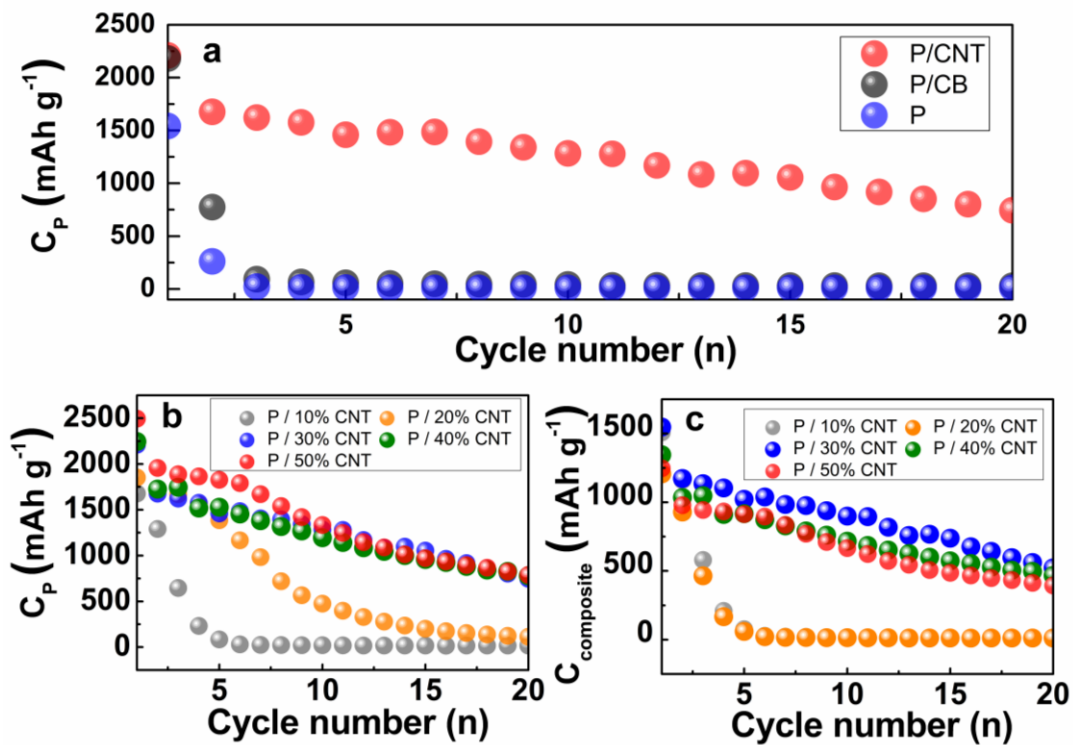 a
P/CNT
P/CB
P
C_P (mAh g⁻¹)
2500
2000
1500
1000
500
0
5
10
15
20
Cycle number (n)
b
P / 10% CNT
P / 20% CNT
P / 30% CNT
P / 40% CNT
P / 50% CNT
C_P (mAh g⁻¹)
2500
2000
1500
1000
500
0
5
10
15
20
Cycle number (n)
c
P / 10% CNT
P / 20% CNT
P / 30% CNT
P / 40% CNT
P / 50% CNT
C_composite (mAh g⁻¹)
1500
1000
500
0
5
10
15
20
Cycle number (n)